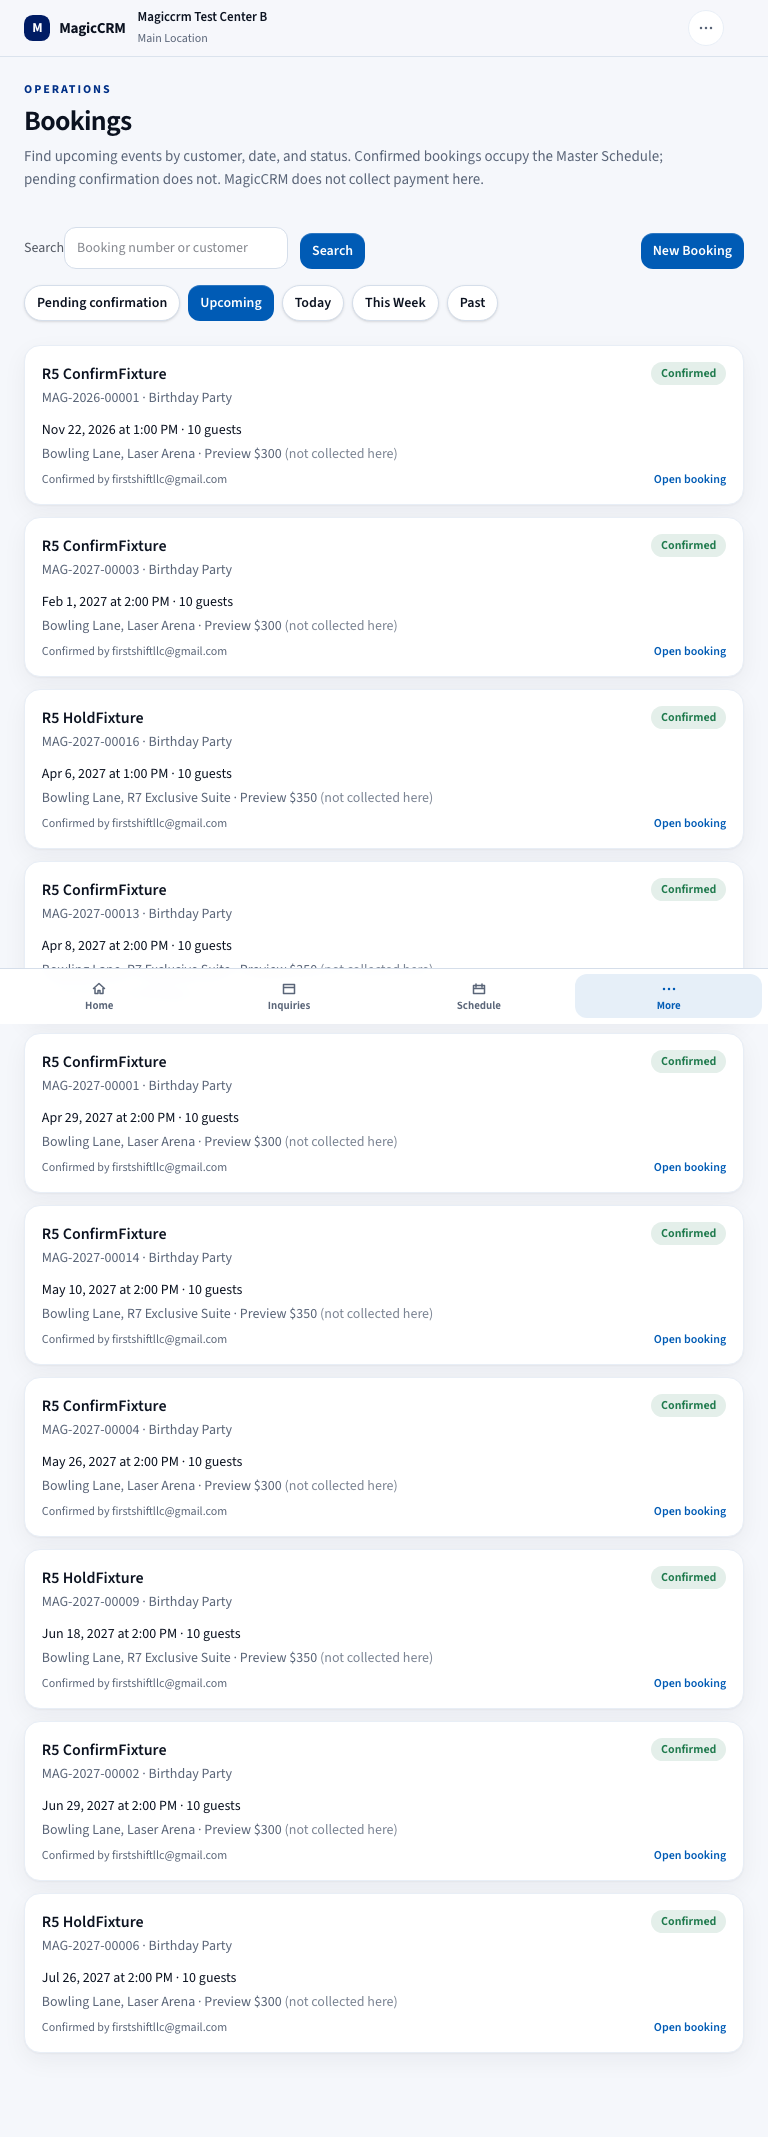 M MagicCRM
Magiccrm Test Center B
Main Location
OPERATIONS
Bookings
Find upcoming events by customer, date, and status. Confirmed bookings occupy the Master Schedule;
pending confirmation does not. MagicCRM does not collect payment here.
Search Booking number or customer Search New Booking
Pending confirmation Upcoming Today This Week Past
R5 ConfirmFixture Confirmed
MAG-2026-00001 · Birthday Party
Nov 22, 2026 at 1:00 PM · 10 guests
Bowling Lane, Laser Arena · Preview $300 (not collected here)
Confirmed by firstshiftllc@gmail.com Open booking
R5 ConfirmFixture Confirmed
MAG-2027-00003 · Birthday Party
Feb 1, 2027 at 2:00 PM · 10 guests
Bowling Lane, Laser Arena · Preview $300 (not collected here)
Confirmed by firstshiftllc@gmail.com Open booking
R5 HoldFixture Confirmed
MAG-2027-00016 · Birthday Party
Apr 6, 2027 at 1:00 PM · 10 guests
Bowling Lane, R7 Exclusive Suite · Preview $350 (not collected here)
Confirmed by firstshiftllc@gmail.com Open booking
R5 ConfirmFixture Confirmed
MAG-2027-00013 · Birthday Party
Apr 8, 2027 at 2:00 PM · 10 guests
Bowling Lane, R7 Exclusive Suite · Preview $350 (not collected here)
Home Inquiries Schedule More
R5 ConfirmFixture Confirmed
MAG-2027-00001 · Birthday Party
Apr 29, 2027 at 2:00 PM · 10 guests
Bowling Lane, Laser Arena · Preview $300 (not collected here)
Confirmed by firstshiftllc@gmail.com Open booking
R5 ConfirmFixture Confirmed
MAG-2027-00014 · Birthday Party
May 10, 2027 at 2:00 PM · 10 guests
Bowling Lane, R7 Exclusive Suite · Preview $350 (not collected here)
Confirmed by firstshiftllc@gmail.com Open booking
R5 ConfirmFixture Confirmed
MAG-2027-00004 · Birthday Party
May 26, 2027 at 2:00 PM · 10 guests
Bowling Lane, Laser Arena · Preview $300 (not collected here)
Confirmed by firstshiftllc@gmail.com Open booking
R5 HoldFixture Confirmed
MAG-2027-00009 · Birthday Party
Jun 18, 2027 at 2:00 PM · 10 guests
Bowling Lane, R7 Exclusive Suite · Preview $350 (not collected here)
Confirmed by firstshiftllc@gmail.com Open booking
R5 ConfirmFixture Confirmed
MAG-2027-00002 · Birthday Party
Jun 29, 2027 at 2:00 PM · 10 guests
Bowling Lane, Laser Arena · Preview $300 (not collected here)
Confirmed by firstshiftllc@gmail.com Open booking
R5 HoldFixture Confirmed
MAG-2027-00006 · Birthday Party
Jul 26, 2027 at 2:00 PM · 10 guests
Bowling Lane, Laser Arena · Preview $300 (not collected here)
Confirmed by firstshiftllc@gmail.com Open booking